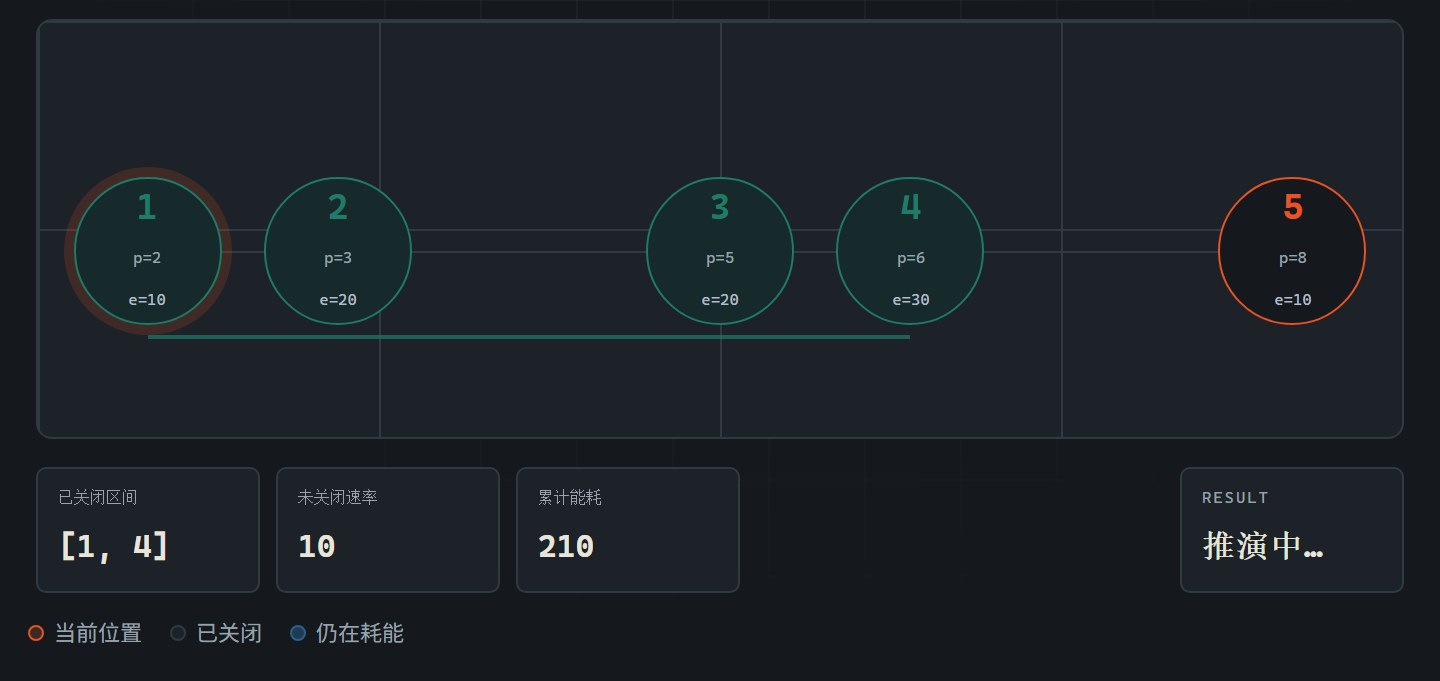 1
p=2
e=10
2
p=3
e=20
3
p=5
e=20
4
p=6
e=30
5
p=8
e=10
已关闭区间
[1, 4]
未关闭速率
10
累计能耗
210
RESULT
推演中…
当前位置
已关闭
仍在耗能